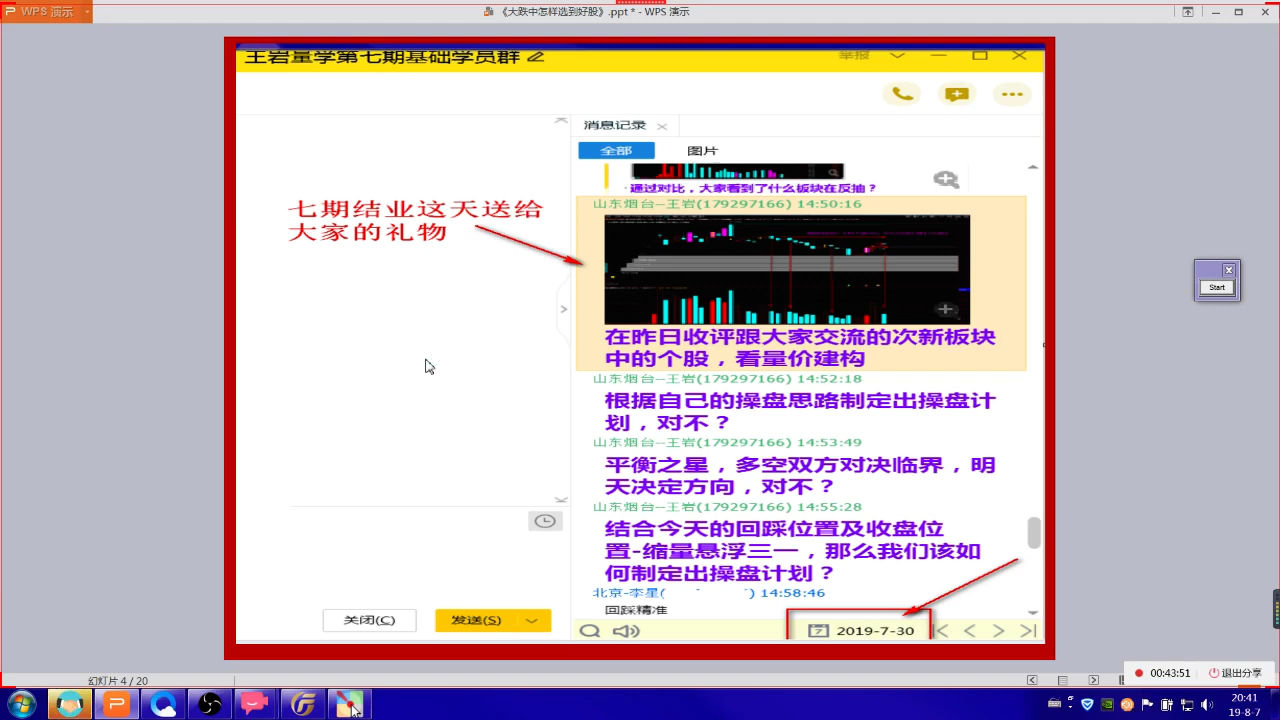 WPS 演示
《大跌中怎样选到好股》.ppt * - WPS 演示
王岩量学第七期基础学员群
举报
消息记录
全部
图片
通过对比，大家看到了什么板块在反抽？
山东烟台--王岩(179297166) 14:50:16
七期结业这天送给
大家的礼物
在昨日收评跟大家交流的次新板块
中的个股，看量价建构
山东烟台--王岩(179297166) 14:52:18
根据自己的操盘思路制定出操盘计
划，对不？
山东烟台--王岩(179297166) 14:53:49
平衡之星，多空双方对决临界，明
天决定方向，对不？
山东烟台--王岩(179297166) 14:55:28
结合今天的回踩位置及收盘位
置-缩量悬浮三一，那么我们该如
何制定出操盘计划？
北京-李星( ) 14:58:46
回踩精准
关闭(C)
发送(S)
7
2019-7-30
Start
幻灯片 4 / 20
00:43:51
退出分享
20:41
19-8-7